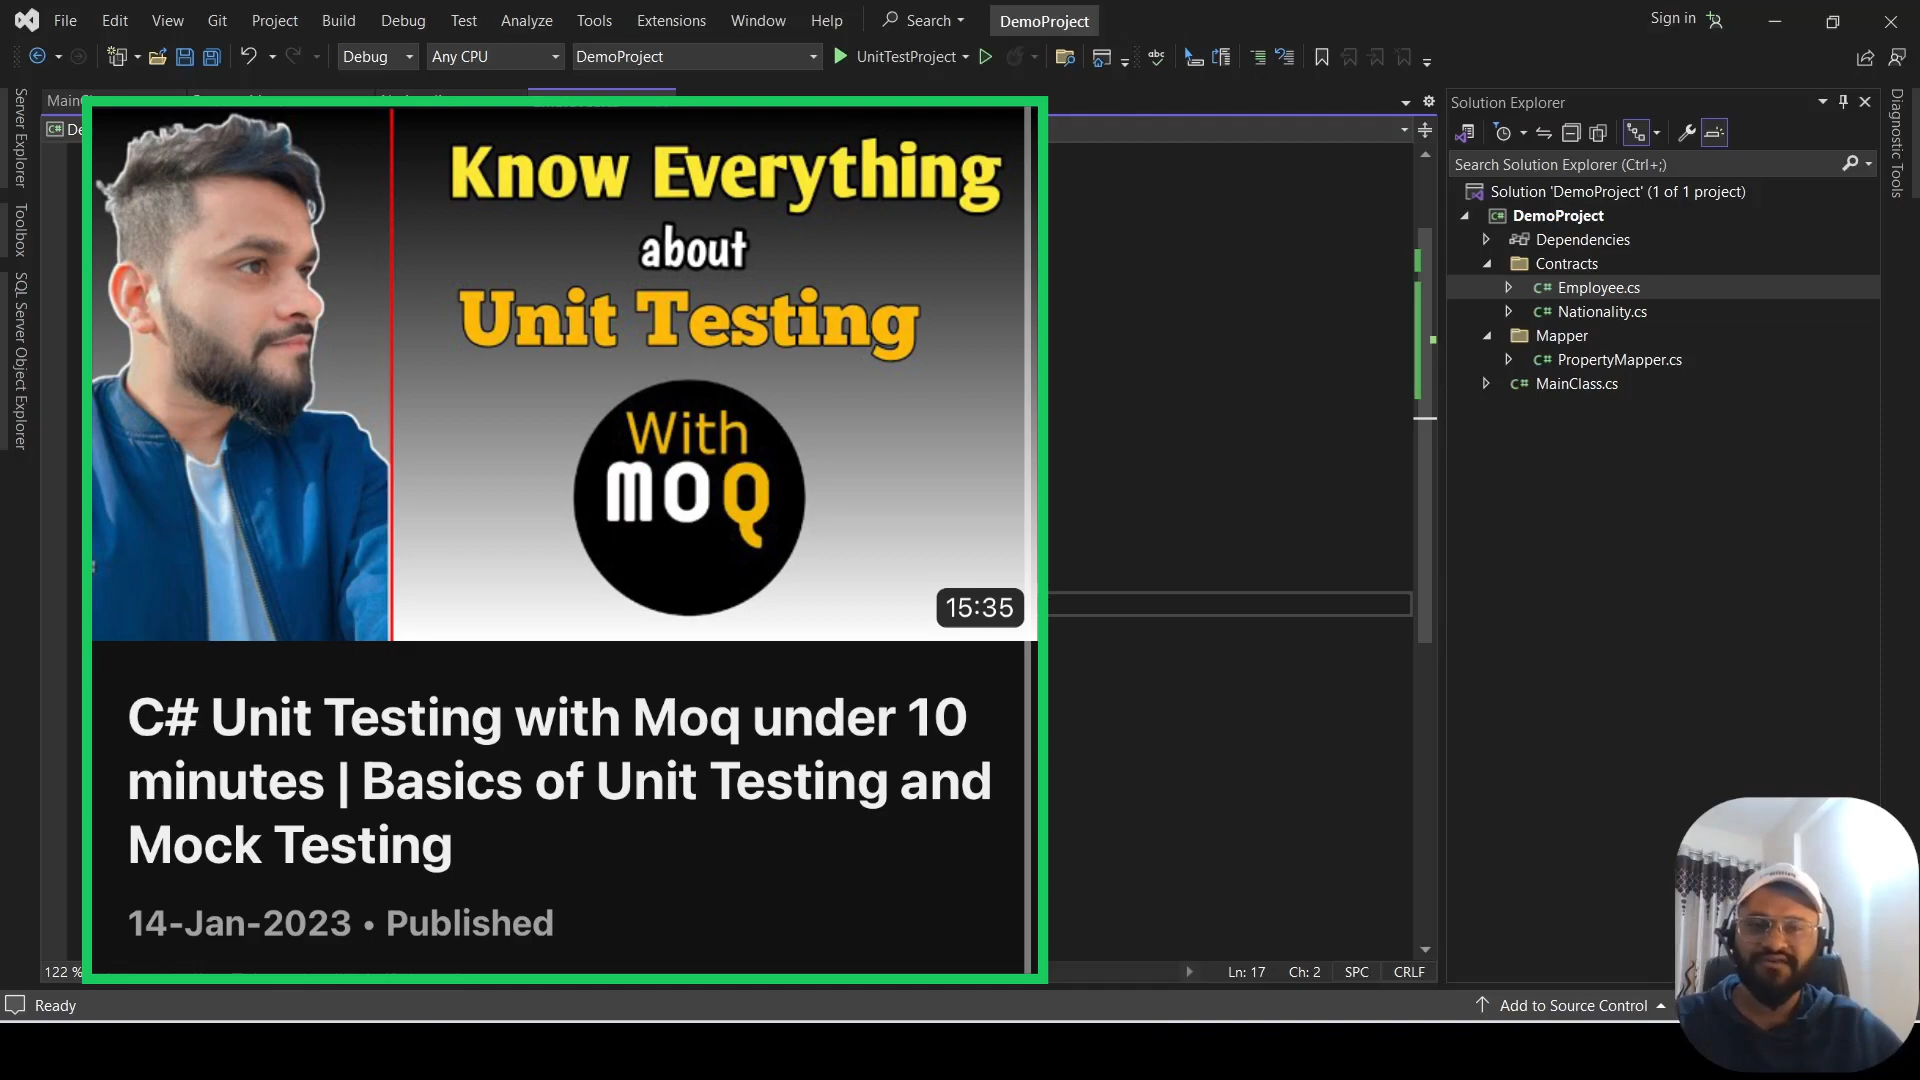 File Edit View Git Project Build Debug Test Analyze Tools Extensions Window Help Search DemoProject Sign in
Debug Any CPU DemoProject UnitTestProject
Server Explorer
Toolbox
SQL Server Object Explorer
MainC
De
Know Everything
about
Unit Testing
With
moq
15:35
C# Unit Testing with Moq under 10
minutes | Basics of Unit Testing and
Mock Testing
14-Jan-2023 • Published
122 %
Ln: 17 Ch: 2 SPC CRLF
Solution Explorer
Search Solution Explorer (Ctrl+;)
Solution 'DemoProject' (1 of 1 project)
DemoProject
Dependencies
Contracts
Employee.cs
Nationality.cs
Mapper
PropertyMapper.cs
MainClass.cs
Diagnostic Tools
Ready
Add to Source Control